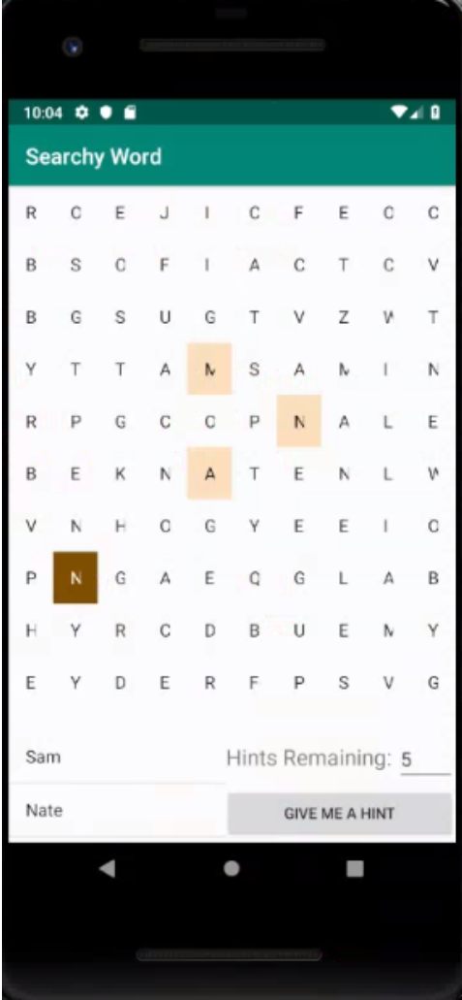 10:04
Searchy Word
R C E J I C F E C C
B S C F I A C T C V
B G S U G T V Z W T
Y T T A M S A M I N
R P G C C P N A L E
B E K N A T E N L W
V N H O G Y E E I O
P N G A E Q G L A B
H Y R C D B U E M Y
E Y D E R F P S V G
Sam Hints Remaining: 5
Nate GIVE ME A HINT